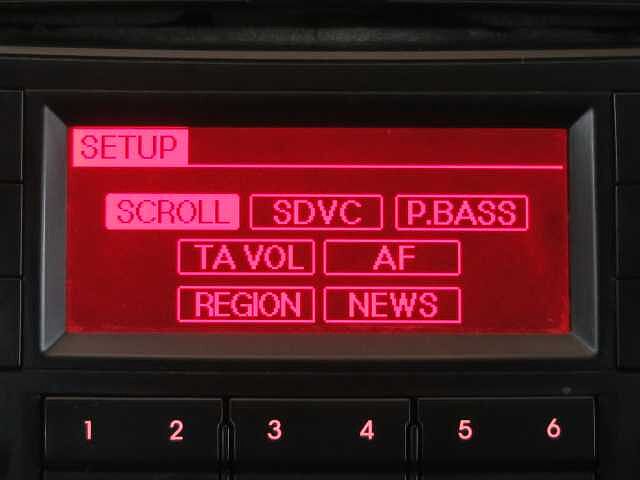 SETUP
SCROLL SDVC P.BASS
TA VOL AF
REGION NEWS
1 2 3 4 5 6